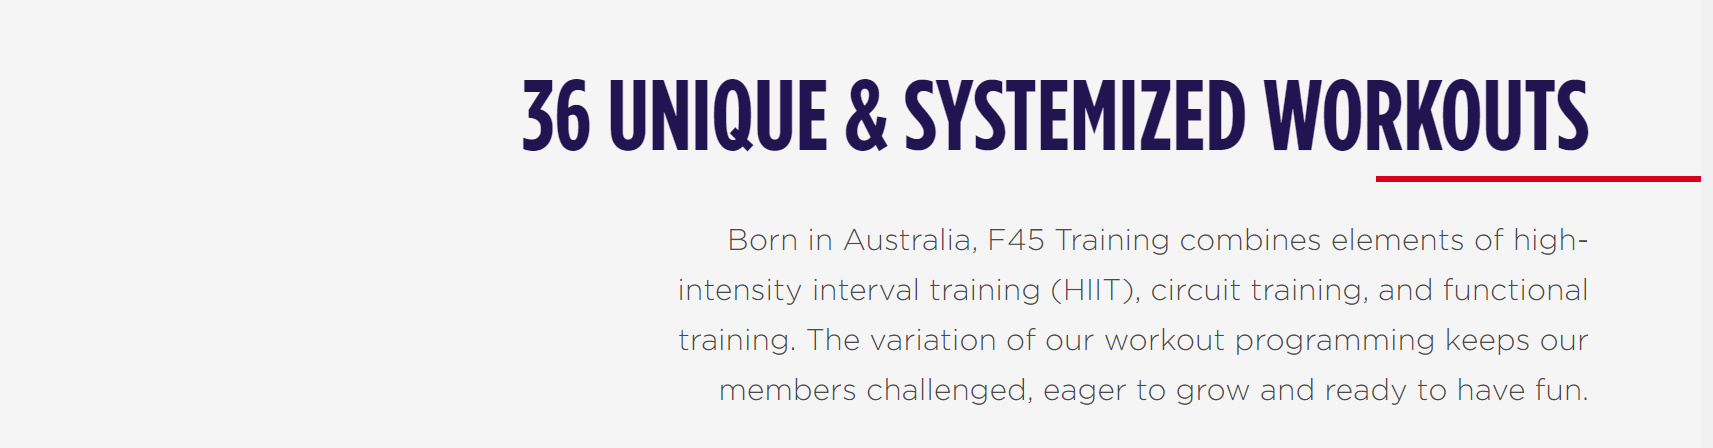 36 UNIQUE & SYSTEMIZED WORKOUTS
Born in Australia, F45 Training combines elements of high-
intensity interval training (HIIT), circuit training, and functional
training. The variation of our workout programming keeps our
members challenged, eager to grow and ready to have fun.